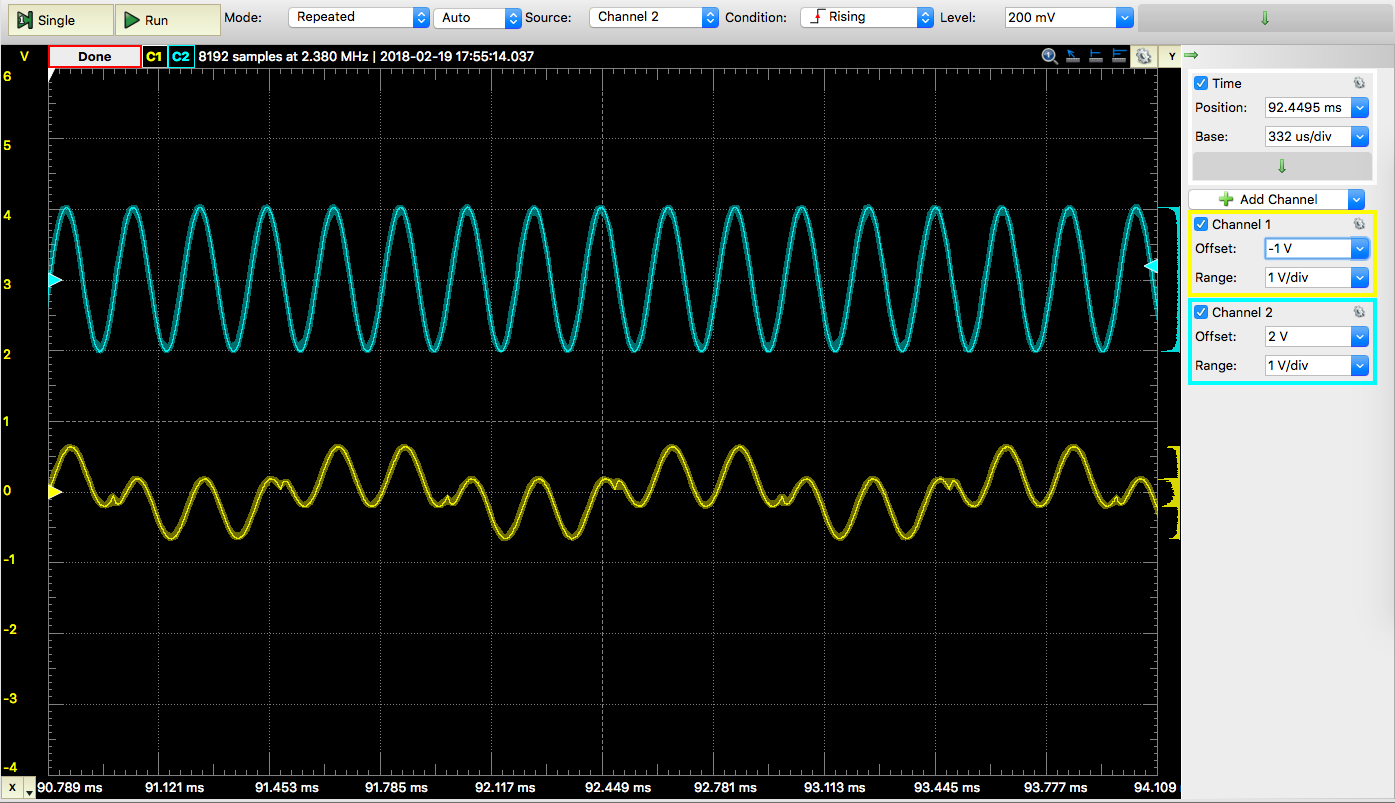 Single Run Mode: Repeated Auto Source: Channel 2 Condition: Rising Level: 200 mV
V Done C1 C2 8192 samples at 2.380 MHz | 2018-02-19 17:55:14.037 Y
Time
Position: 92.4495 ms
Base: 332 us/div
Add Channel
Channel 1
Offset: -1 V
Range: 1 V/div
Channel 2
Offset: 2 V
Range: 1 V/div
6
5
4
3
2
1
0
-1
-2
-3
-4
X 90.789 ms 91.121 ms 91.453 ms 91.785 ms 92.117 ms 92.449 ms 92.781 ms 93.113 ms 93.445 ms 93.777 ms 94.109